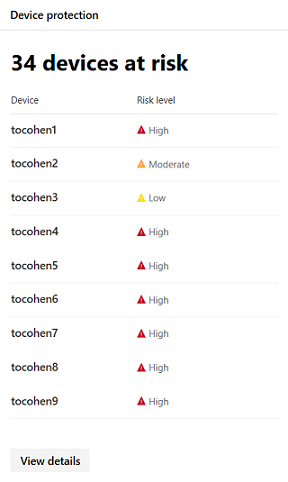 Device protection
34 devices at risk
Device Risk level
tocohen1 High
tocohen2 Moderate
tocohen3 Low
tocohen4 High
tocohen5 High
tocohen6 High
tocohen7 High
tocohen8 High
tocohen9 High
View details